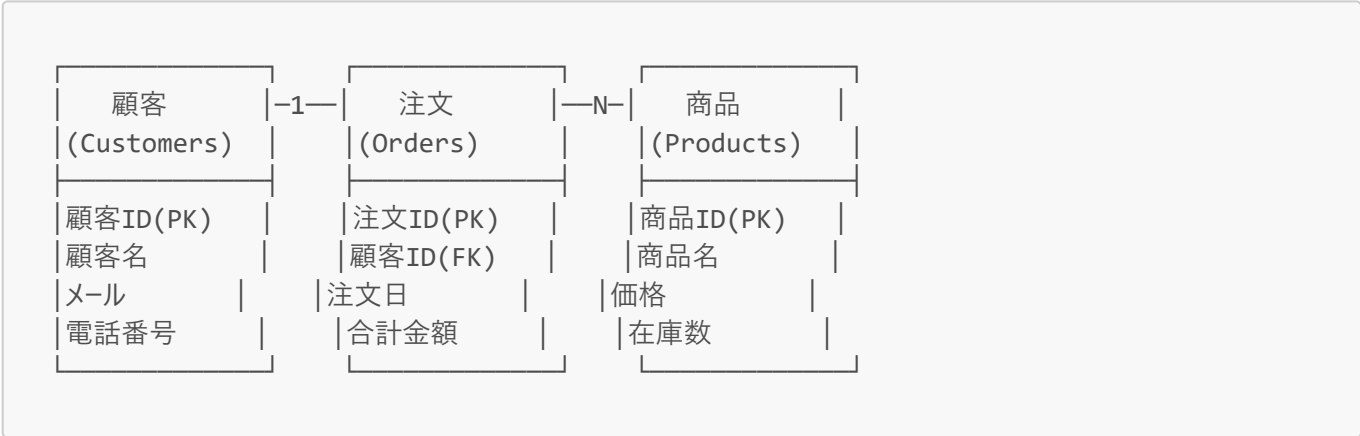 顧客 ─1── 注文 ──N─ 商品
(Customers) (Orders) (Products)
顧客ID(PK) 注文ID(PK) 商品ID(PK)
顧客名 顧客ID(FK) 商品名
メール 注文日 価格
電話番号 合計金額 在庫数